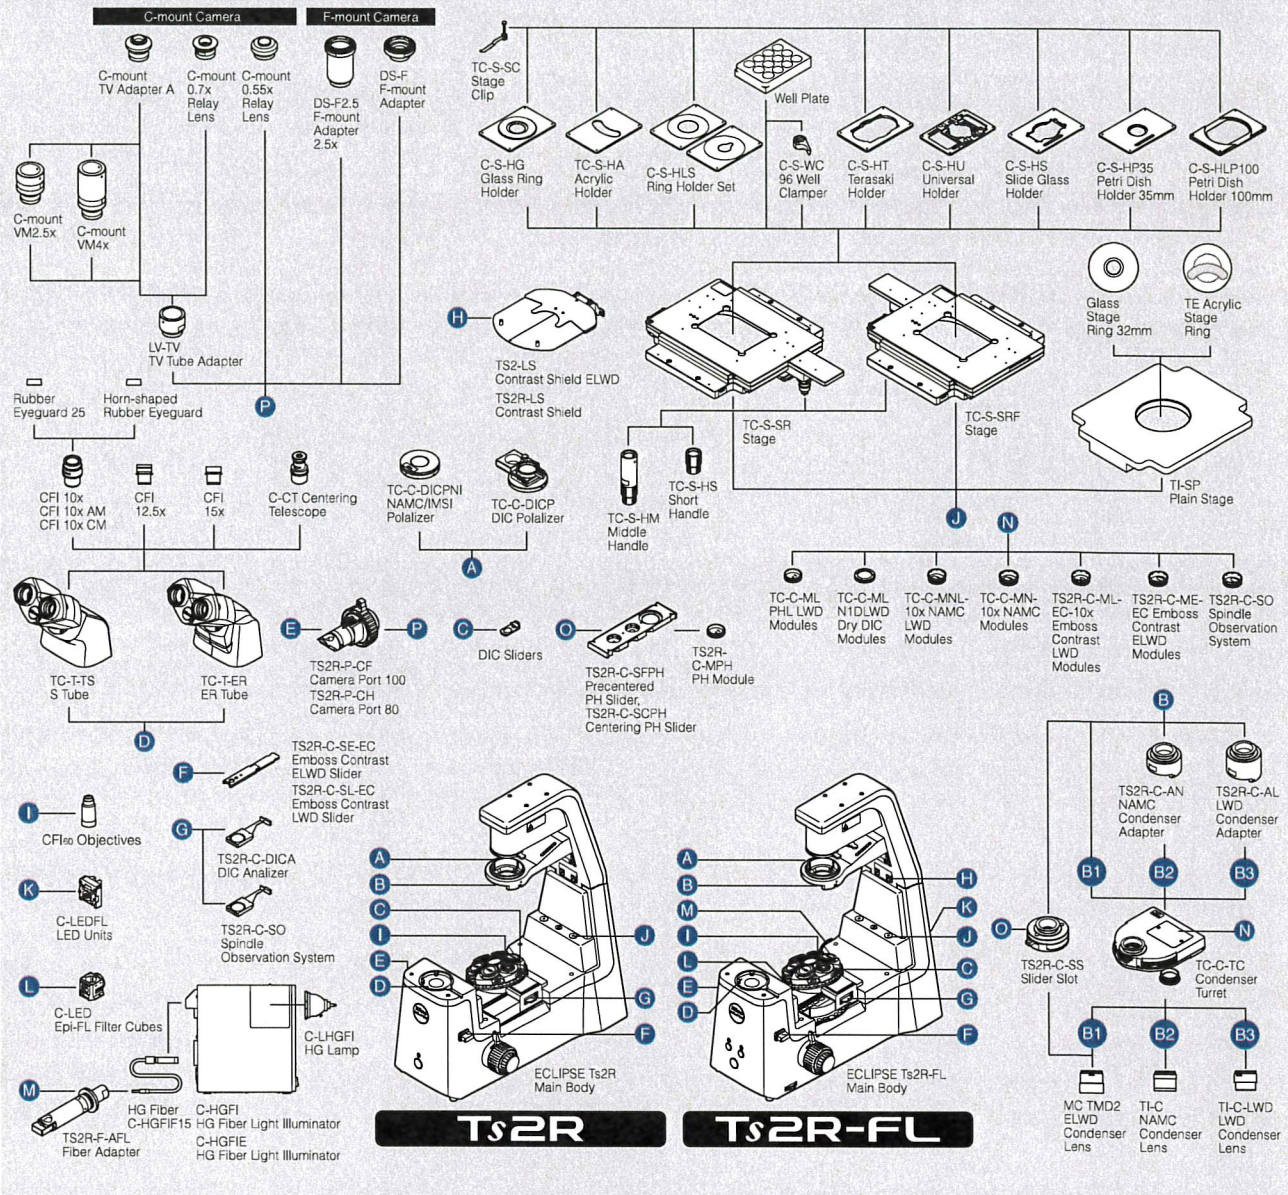 C-mount Camera
F-mount Camera
C-mount
TV Adapter A
C-mount
0.7x
Relay
Lens
C-mount
0.55x
Relay
Lens
DS-F2.5
F-mount
Adapter
2.5x
DS-F
F-mount
Adapter
C-mount
VM2.5x
C-mount
VM4x
LV-TV
TV Tube Adapter
P
Rubber
Eyeguard 25
Horn-shaped
Rubber Eyeguard
CFI 10x
CFI 10x AM
CFI 10x CM
CFI
12.5x
CFI
15x
C-CT Centering
Telescope
TC-T-TS
S Tube
TC-T-ER
ER Tube
D
TC-S-SC
Stage
Clip
Well Plate
C-S-HG
Glass Ring
Holder
TC-S-HA
Acrylic
Holder
C-S-HLS
Ring Holder Set
C-S-WC
96 Well
Clamper
C-S-HT
Terasaki
Holder
C-S-HU
Universal
Holder
C-S-HS
Slide Glass
Holder
C-S-HP35
Petri Dish
Holder 35mm
C-S-HLP100
Petri Dish
Holder 100mm
H
TS2-LS
Contrast Shield ELWD
TS2R-LS
Contrast Shield
TC-S-SR
Stage
TC-S-SRF
Stage
Glass
Stage
Ring 32mm
TE Acrylic
Stage
Ring
TI-SP
Plain Stage
TC-S-HM
Middle
Handle
TC-S-HS
Short
Handle
J
TC-C-DICPNI
NAMC/IMSI
Polalizer
TC-C-DICP
DIC Polalizer
A
N
TC-C-ML
PHL LWD
Modules
TC-C-ML
N1DLWD
Dry DIC
Modules
TC-C-MNL-
10x NAMC
LWD
Modules
TC-C-MN-
10x NAMC
Modules
TS2R-C-ML-
EC-10x
Emboss
Contrast
LWD
Modules
TS2R-C-ME-
EC Emboss
Contrast
ELWD
Modules
TS2R-C-SO
Spindle
Observation
System
E
P
TS2R-P-CF
Camera Port 100
TS2R-P-CH
Camera Port 80
C
DIC Sliders
O
TS2R-C-SFPH
Precentered
PH Slider,
TS2R-C-SCPH
Centering PH Slider
TS2R-
C-MPH
PH Module
F
TS2R-C-SE-EC
Emboss Contrast
ELWD Slider
TS2R-C-SL-EC
Emboss Contrast
LWD Slider
I
CFI60 Objectives
G
TS2R-C-DICA
DIC Analizer
TS2R-C-SO
Spindle
Observation System
K
C-LEDFL
LED Units
L
C-LED
Epi-FL Filter Cubes
C-LHGFI
HG Lamp
M
TS2R-F-AFL
Fiber Adapter
HG Fiber
C-HGFIF15
C-HGFI
HG Fiber Light Illuminator
C-HGFIE
HG Fiber Light Illuminator
A
B
C
I
E
D
J
G
F
ECLIPSE Ts2R
Main Body
Ts2R
A
B
M
I
L
E
D
H
K
J
C
G
F
ECLIPSE Ts2R-FL
Main Body
Ts2R-FL
B
TS2R-C-AN
NAMC
Condenser
Adapter
TS2R-C-AL
LWD
Condenser
Adapter
B1
B2
B3
O
TS2R-C-SS
Slider Slot
N
TC-C-TC
Condenser
Turret
B1
B2
B3
MC TMD2
ELWD
Condenser
Lens
TI-C
NAMC
Condenser
Lens
TI-C-LWD
LWD
Condenser
Lens